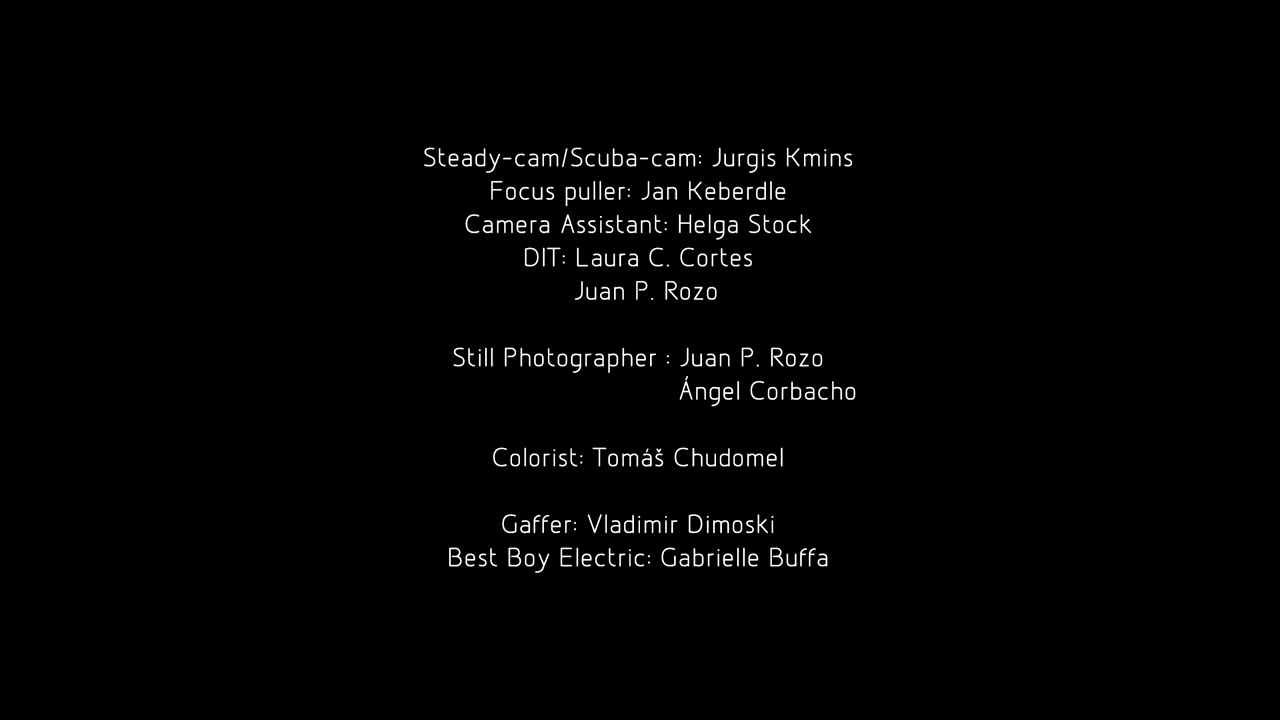 Steady-cam/Scuba-cam: Jurgis Kmins
Focus puller: Jan Keberdle
Camera Assistant: Helga Stock
DIT: Laura C. Cortes
Juan P. Rozo
Still Photographer : Juan P. Rozo
Ángel Corbacho
Colorist: Tomáš Chudomel
Gaffer: Vladimir Dimoski
Best Boy Electric: Gabrielle Buffa